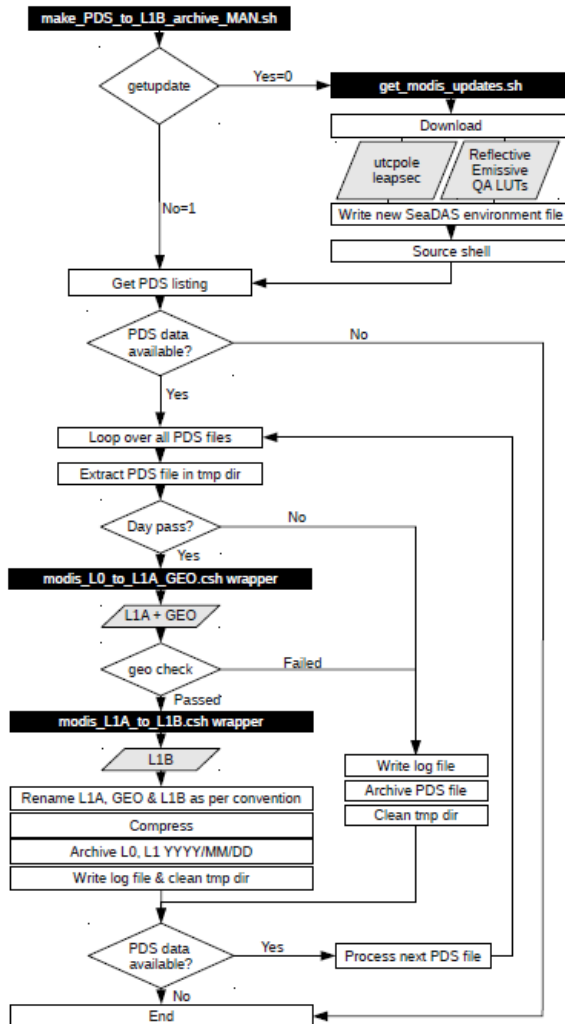 make_PDS_to_L1B_archive_MAN.sh
getupdate
Yes=0
get_modis_updates.sh
Download
utcpole
leapsec
Reflective
Emissive
QA LUTs
Write new SeaDAS environment file
Source shell
No=1
Get PDS listing
PDS data
available?
No
Yes
Loop over all PDS files
Extract PDS file in tmp dir
Day pass?
No
Yes
modis_L0_to_L1A_GEO.csh wrapper
L1A + GEO
geo check
Failed
Passed
modis_L1A_to_L1B.csh wrapper
L1B
Rename L1A, GEO & L1B as per convention
Compress
Archive L0, L1 YYYY/MM/DD
Write log file & clean tmp dir
Write log file
Archive PDS file
Clean tmp dir
PDS data
available?
Yes
Process next PDS file
No
End